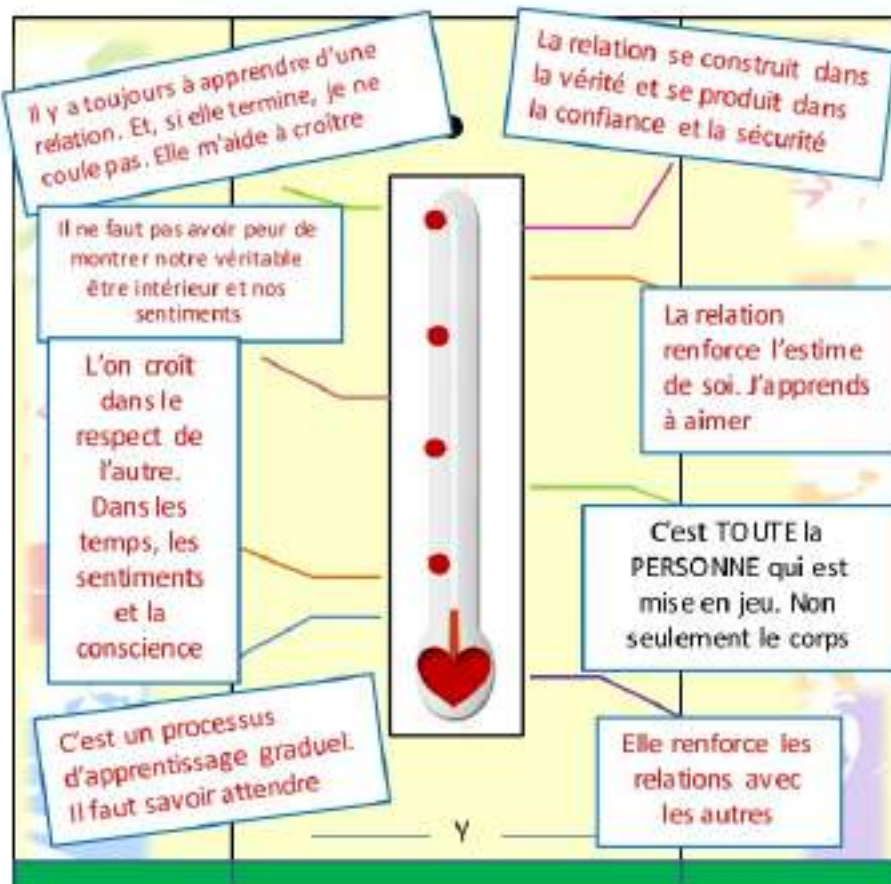 Il y a toujours à apprendre d'une
relation. Et, si elle termine, je ne
coule pas. Elle m'aide à croître
La relation se construit dans
la vérité et se produit dans
la confiance et la sécurité
Il ne faut pas avoir peur de
montrer notre véritable
être intérieur et nos
sentiments
La relation
renforce l'estime
de soi. J'apprends
à aimer
L'on croît
dans le
respect de
l'autre.
Dans les
temps, les
sentiments
et la
conscience
C'est TOUTE la
PERSONNE qui est
mise en jeu. Non
seulement le corps
C'est un processus
d'apprentissage graduel.
Il faut savoir attendre
Elle renforce les
relations avec
les autres
Y